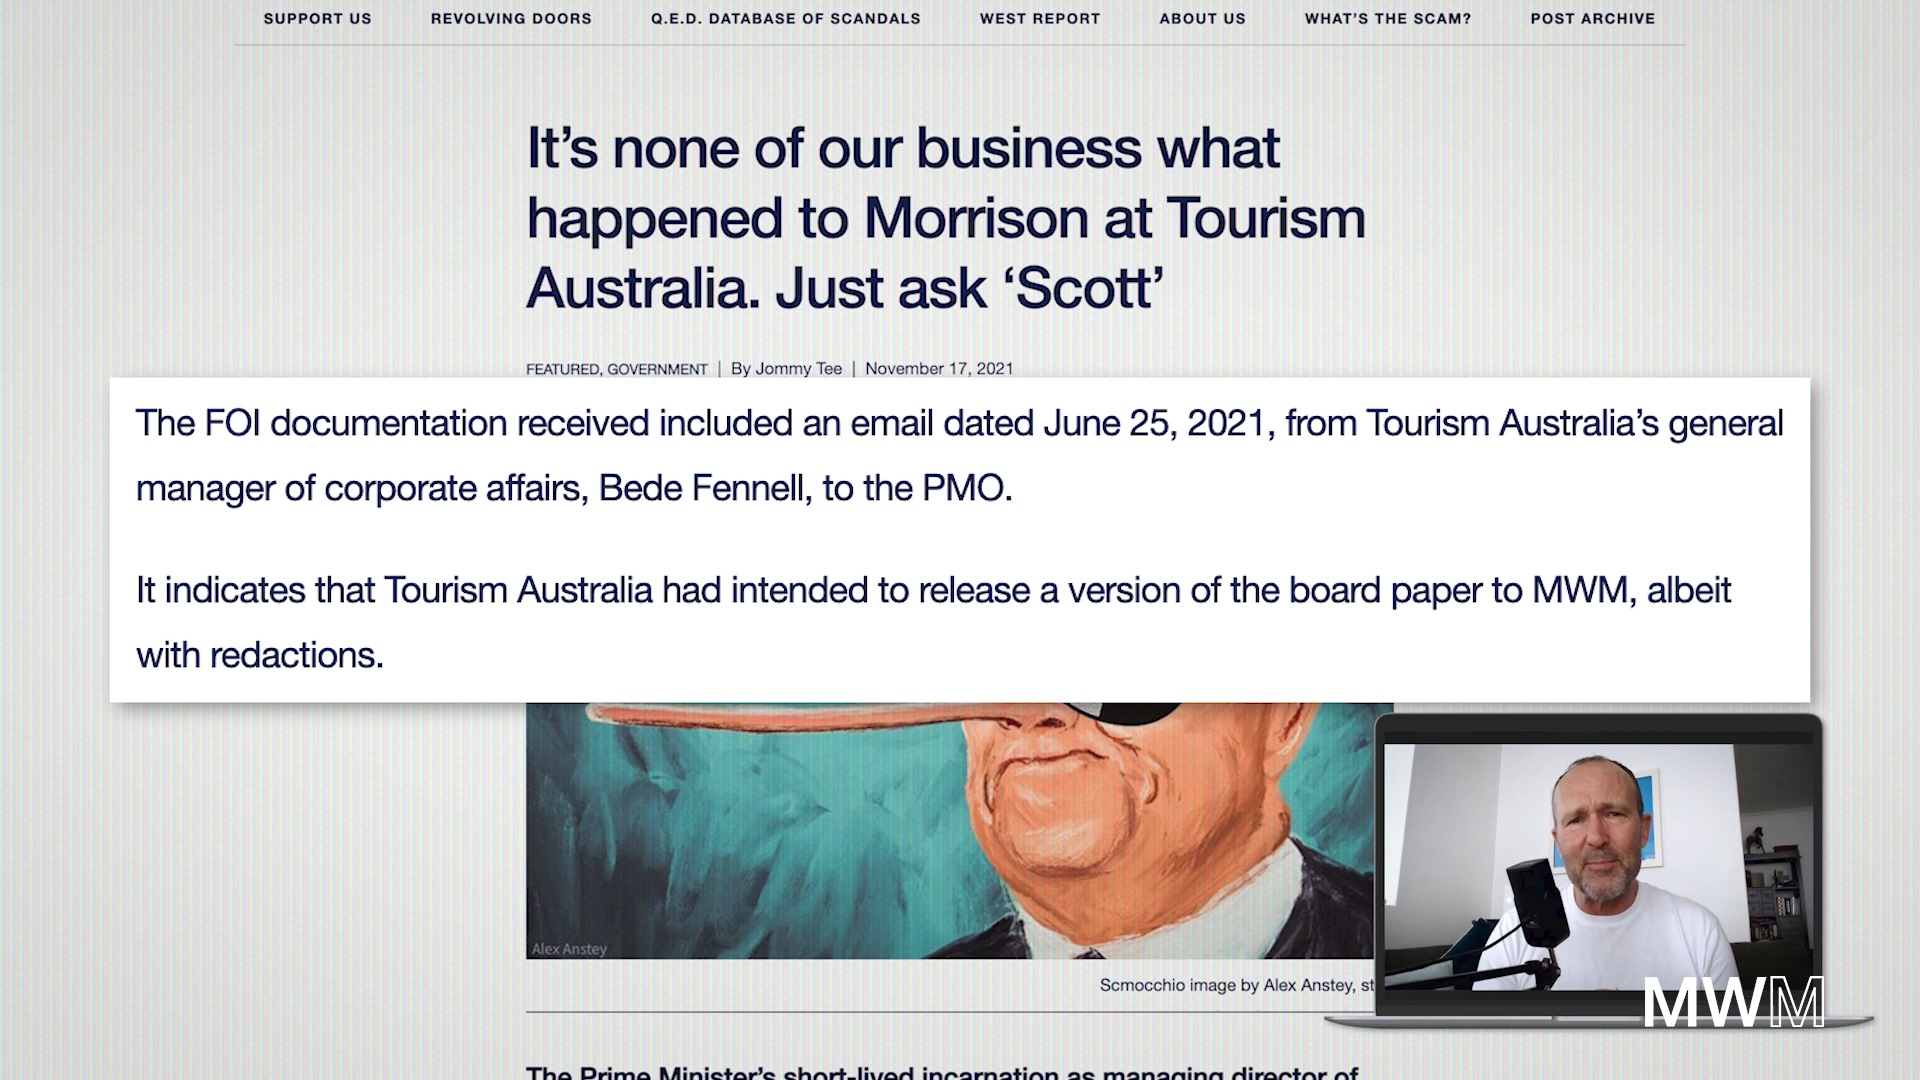 SUPPORT US REVOLVING DOORS Q.E.D. DATABASE OF SCANDALS WEST REPORT ABOUT US WHAT’S THE SCAM? POST ARCHIVE
It’s none of our business what
happened to Morrison at Tourism
Australia. Just ask ‘Scott’
FEATURED, GOVERNMENT | By Jommy Tee | November 17, 2021
The FOI documentation received included an email dated June 25, 2021, from Tourism Australia’s general
manager of corporate affairs, Bede Fennell, to the PMO.
It indicates that Tourism Australia had intended to release a version of the board paper to MWM, albeit
with redactions.
Alex Anstey
Scmocchio image by Alex Anstey, st
MWM
The Prime Minister’s short-lived incarnation as managing director of